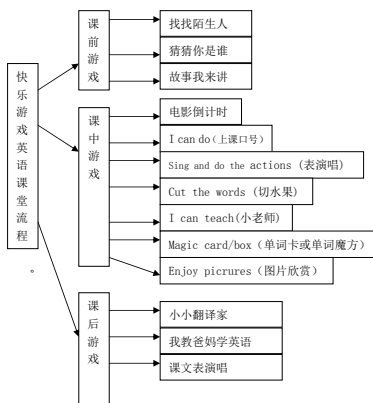 快乐游戏英语课堂流程
。
课前游戏
找找陌生人
猜猜你是谁
故事我来讲
课中游戏
电影倒计时
I can do（上课口号）
Sing and do the actions (表演唱)
Cut the words (切水果)
I can teach(小老师)
Magic card/box（单词卡或单词魔方）
Enjoy picrures（图片欣赏）
课后游戏
小小翻译家
我教爸妈学英语
课文表演唱